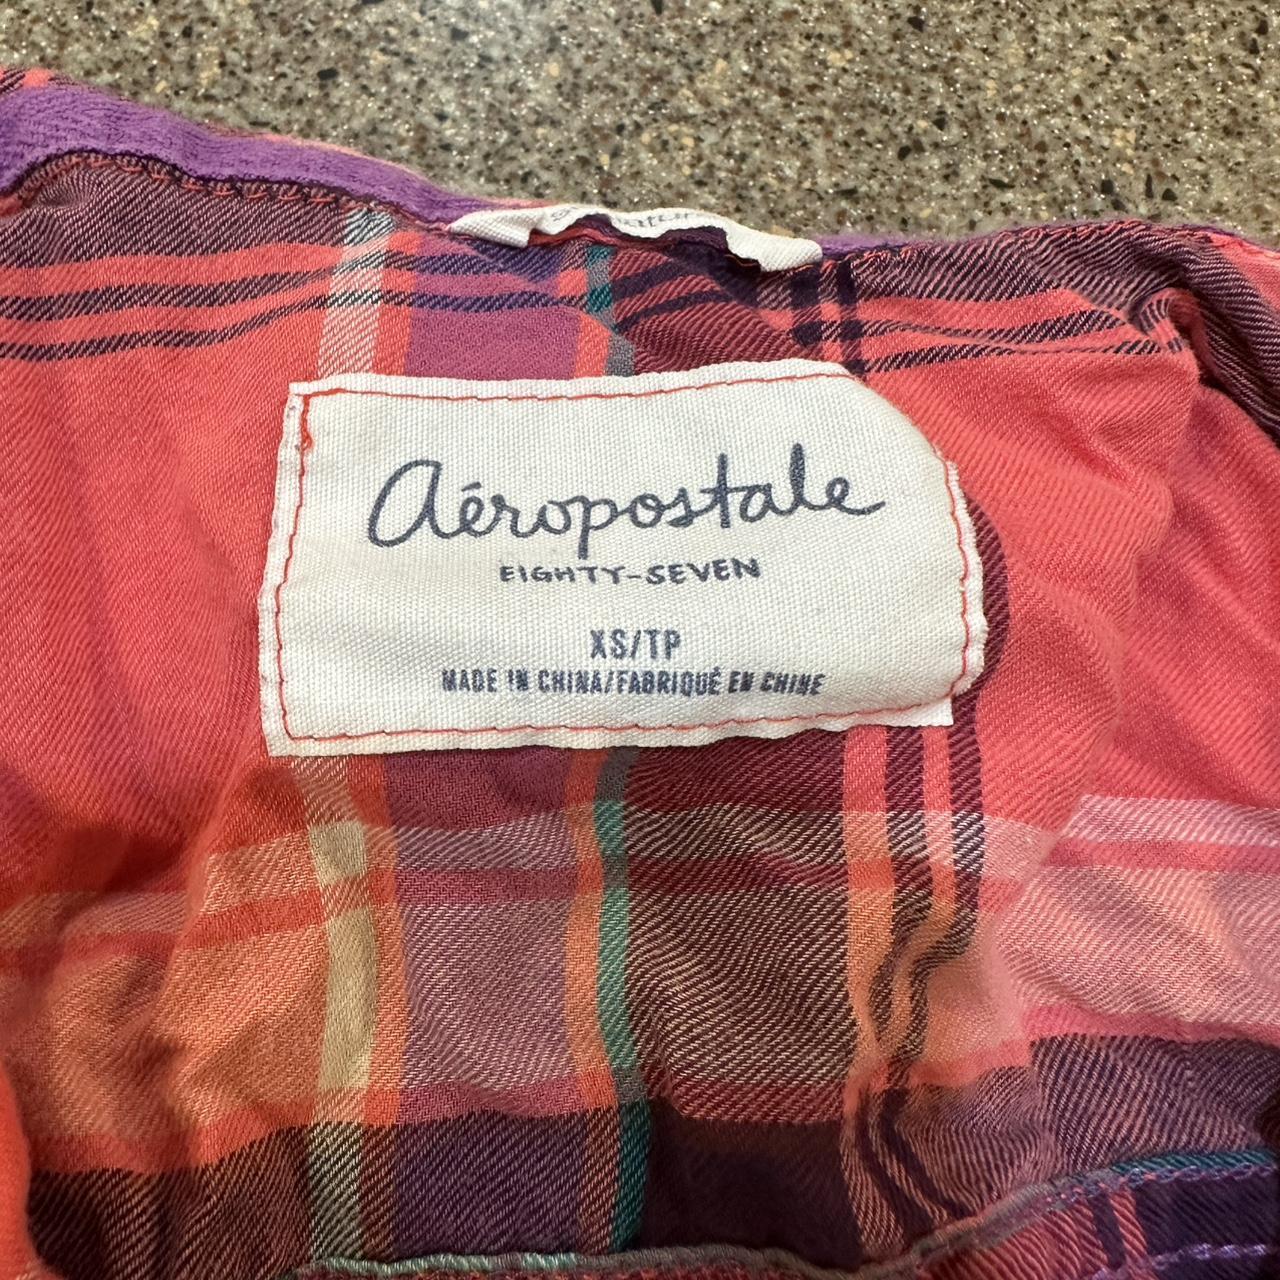 aéropostale
EIGHTY-SEVEN
XS/TP
MADE IN CHINA/FABRIQUÉ EN CHINE